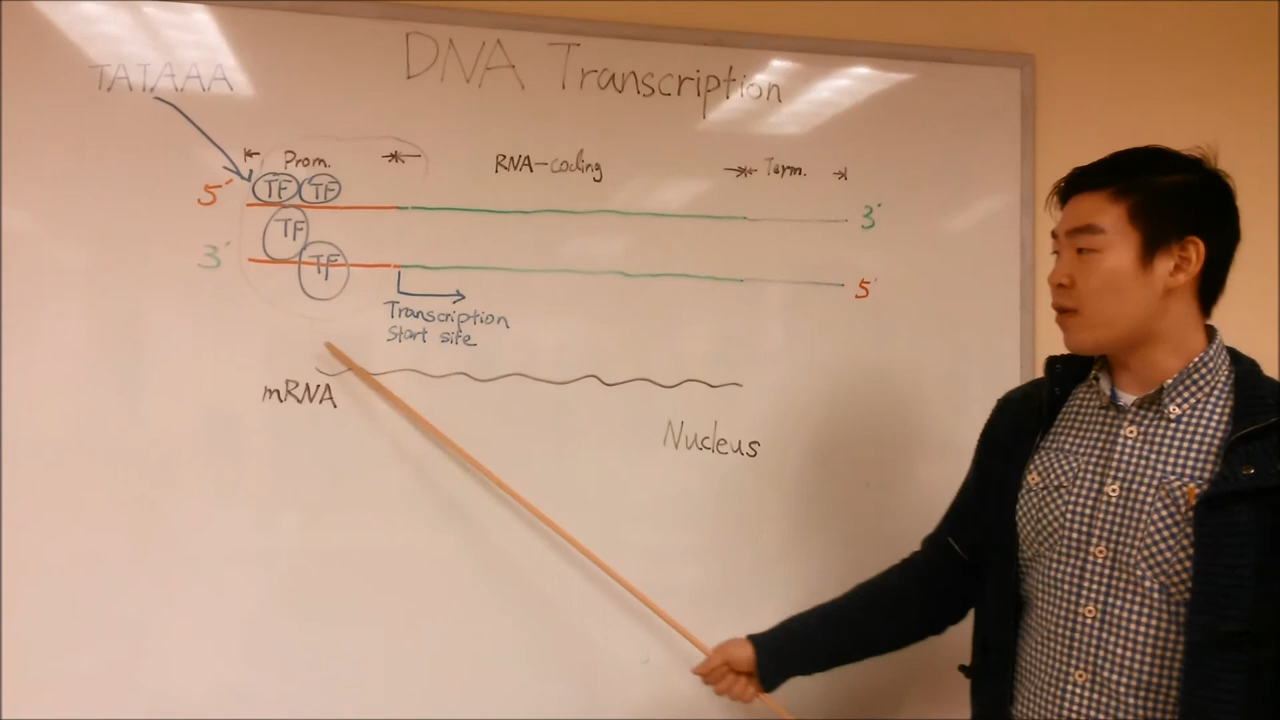 DNA Transcription
TATAAA
Prom.
RNA-coding
Term.
5´
TF
TF
3´
TF
3´
TF
5´
Transcription
Start site
mRNA
Nucleus